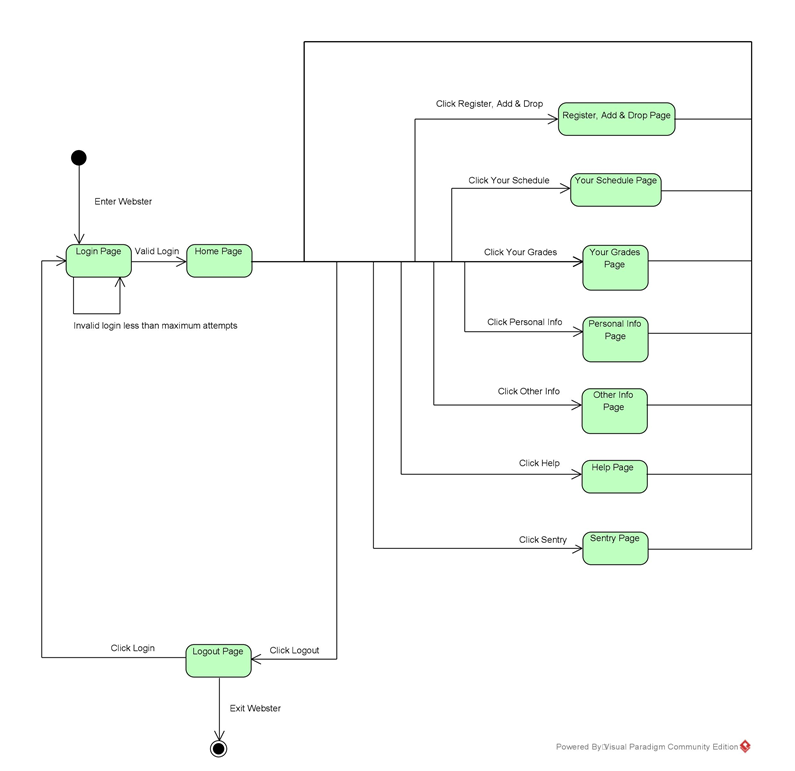 Click Register, Add & Drop
Register, Add & Drop Page
Click Your Schedule
Your Schedule Page
Enter Webster
Login Page
Valid Login
Home Page
Click Your Grades
Your Grades
Page
Invalid login less than maximum attempts
Click Personal Info
Personal Info
Page
Click Other Info
Other Info
Page
Click Help
Help Page
Click Sentry
Sentry Page
Click Login
Logout Page
Click Logout
Exit Webster
Powered By Visual Paradigm Community Edition